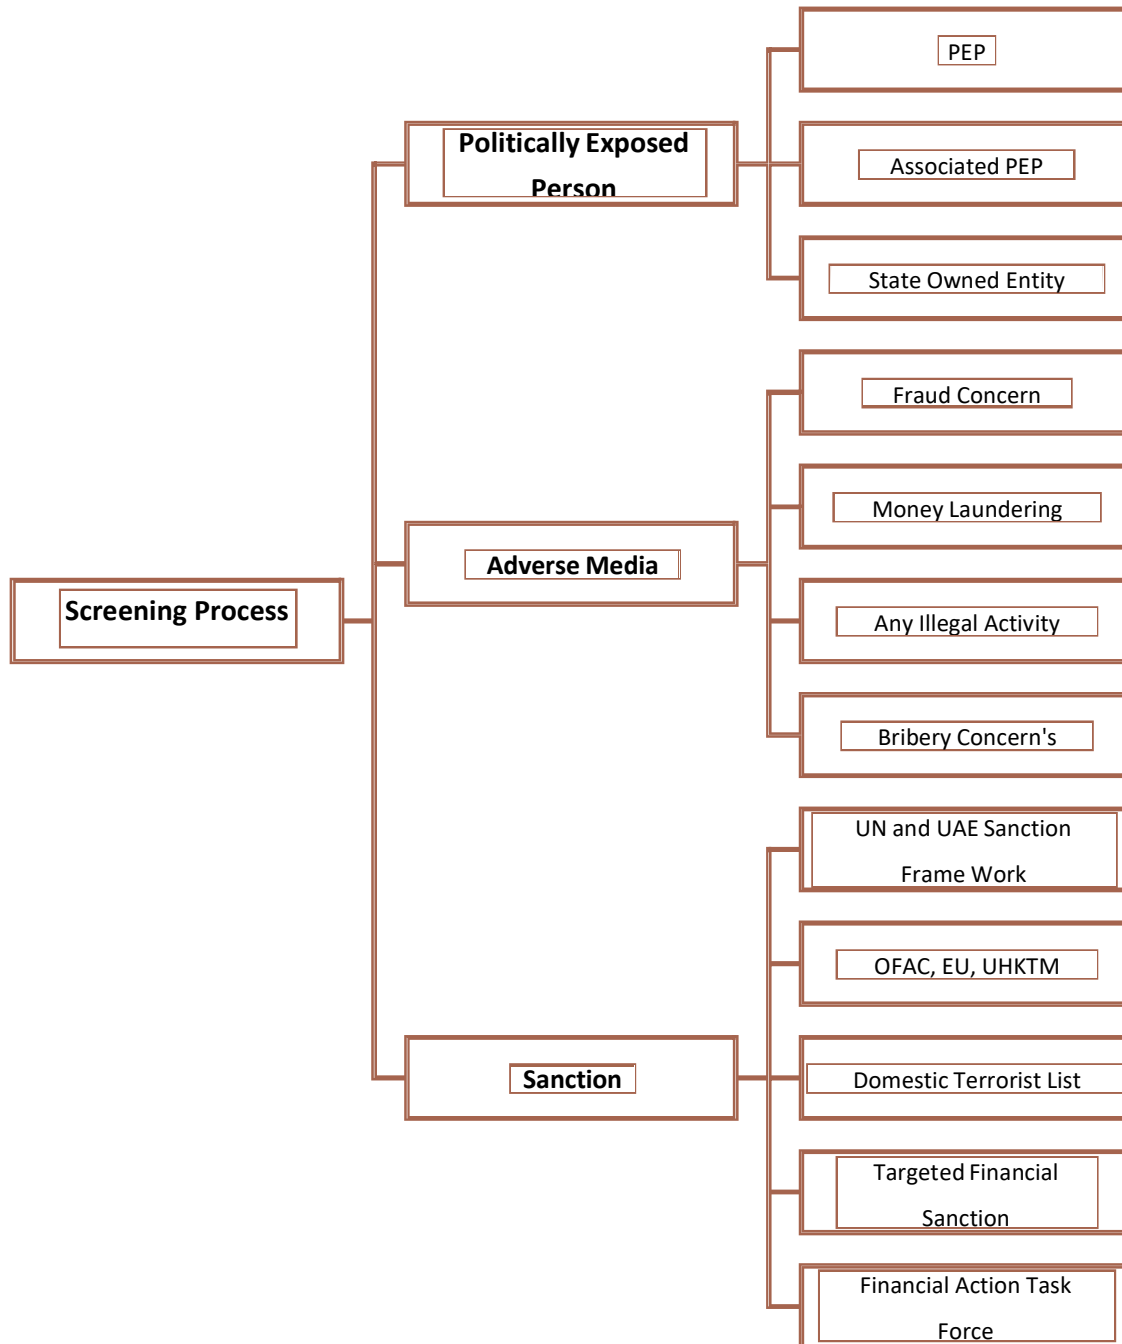 PEP
Politically Exposed
Person
Associated PEP
State Owned Entity
Fraud Concern
Money Laundering
Adverse Media
Screening Process
Any Illegal Activity
Bribery Concern's
UN and UAE Sanction
Frame Work
OFAC, EU, UHKTM
Sanction
Domestic Terrorist List
Targeted Financial
Sanction
Financial Action Task
Force